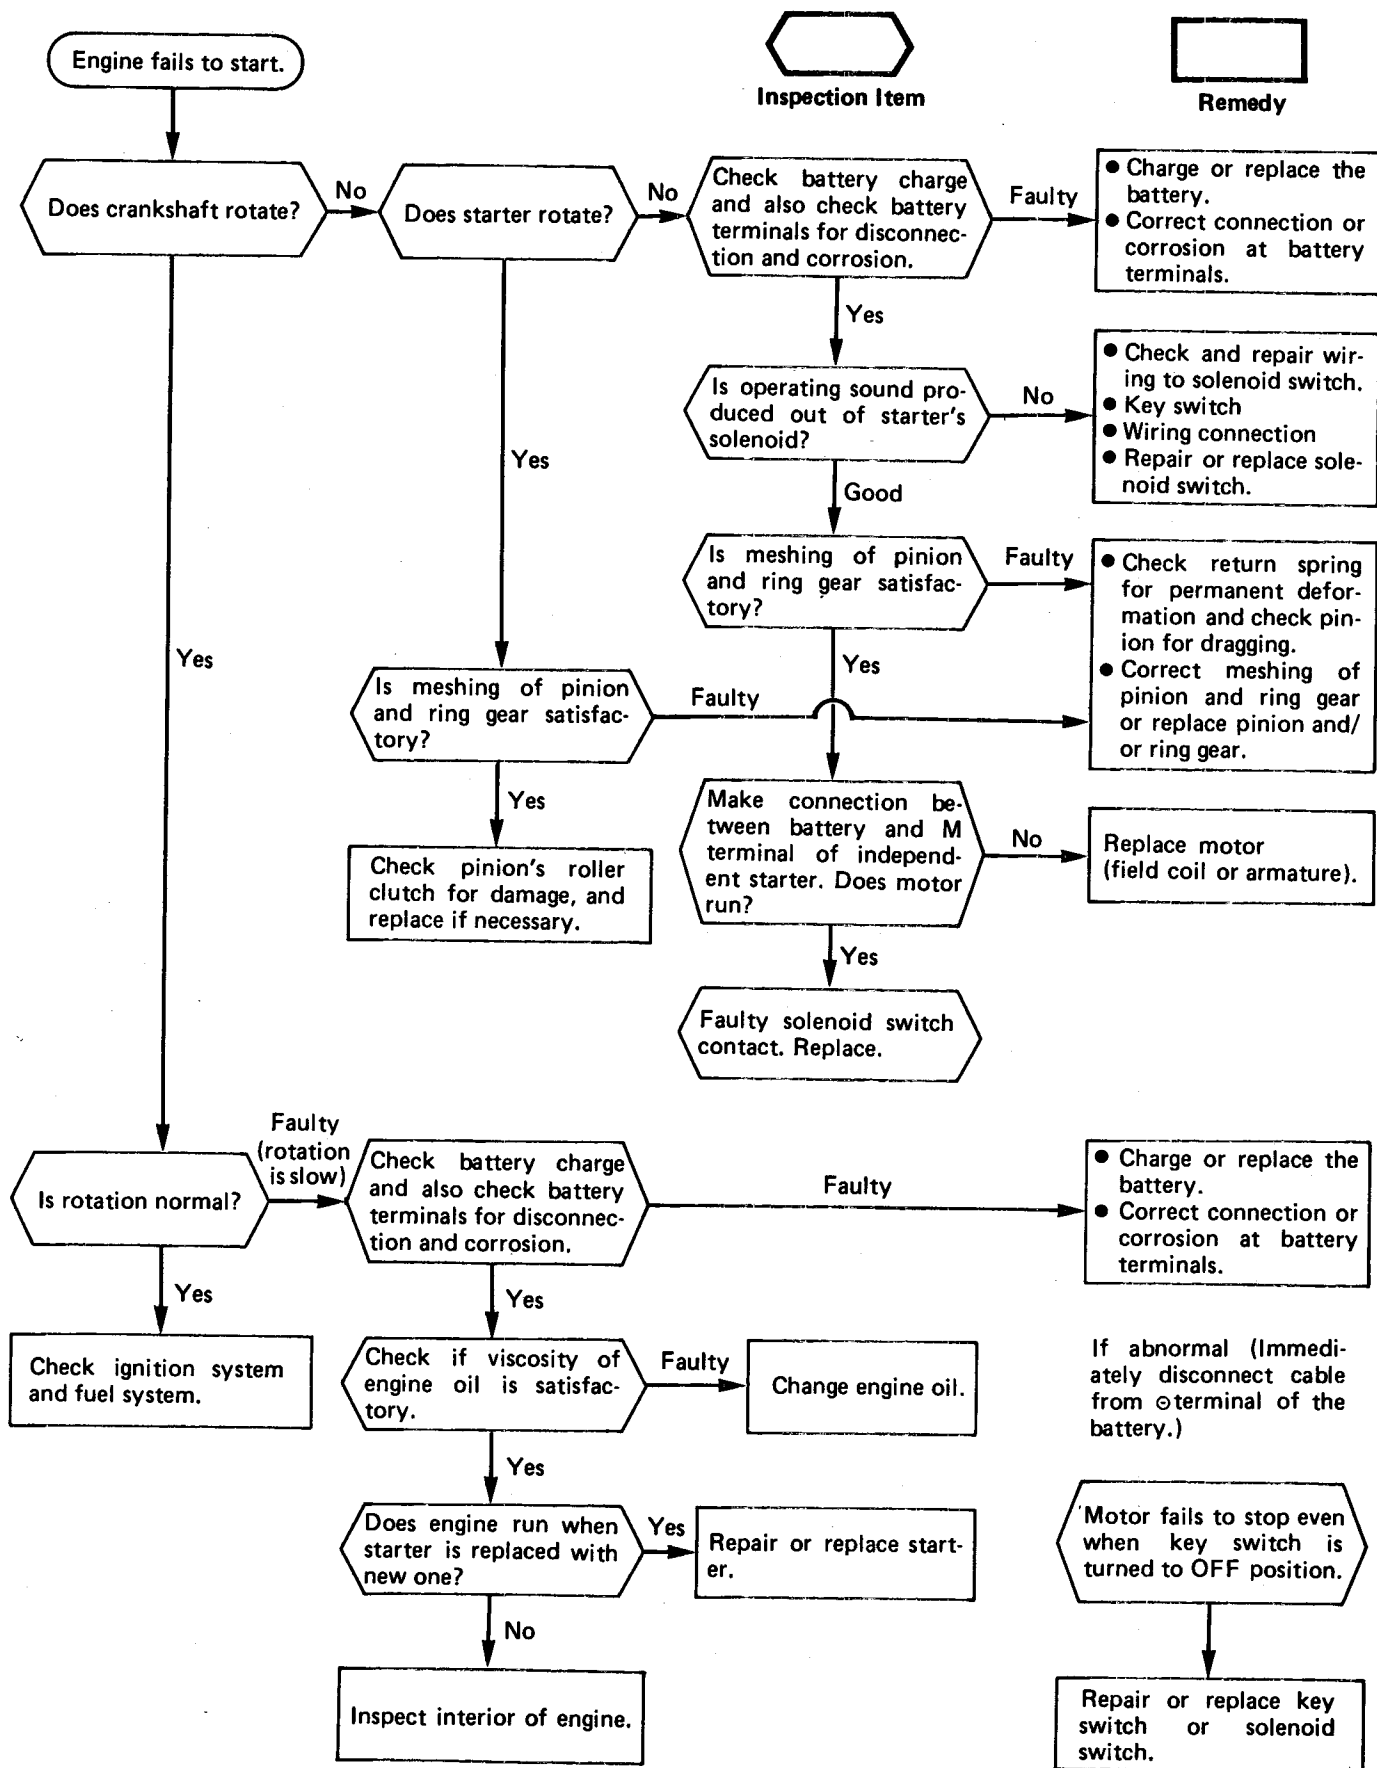 Engine fails to start.
Inspection Item
Remedy
Does crankshaft rotate?
No
Does starter rotate?
No
Check battery charge
and also check battery
terminals for disconnec-
tion and corrosion.
Faulty
● Charge or replace the
battery.
● Correct connection or
corrosion at battery
terminals.
Yes
Is operating sound pro-
duced out of starter's
solenoid?
No
● Check and repair wir-
ing to solenoid switch.
● Key switch
● Wiring connection
● Repair or replace sole-
noid switch.
Yes
Good
Is meshing of pinion
and ring gear satisfac-
tory?
Faulty
● Check return spring
for permanent defor-
mation and check pin-
ion for dragging.
● Correct meshing of
pinion and ring gear
or replace pinion and/
or ring gear.
Yes
Yes
Is meshing of pinion
and ring gear satisfac-
tory?
Faulty
Yes
Check pinion's roller
clutch for damage, and
replace if necessary.
Make connection be-
tween battery and M
terminal of independ-
ent starter. Does motor
run?
No
Replace motor
(field coil or armature).
Yes
Faulty solenoid switch
contact. Replace.
Is rotation normal?
Faulty
(rotation
is slow)
Check battery charge
and also check battery
terminals for disconnec-
tion and corrosion.
Faulty
● Charge or replace the
battery.
● Correct connection or
corrosion at battery
terminals.
Yes
Check ignition system
and fuel system.
Yes
Check if viscosity of
engine oil is satisfac-
tory.
Faulty
Change engine oil.
If abnormal (Immedi-
ately disconnect cable
from ⊖terminal of the
battery.)
Yes
Does engine run when
starter is replaced with
new one?
Yes
Repair or replace start-
er.
Motor fails to stop even
when key switch is
turned to OFF position.
No
Inspect interior of engine.
Repair or replace key
switch or solenoid
switch.